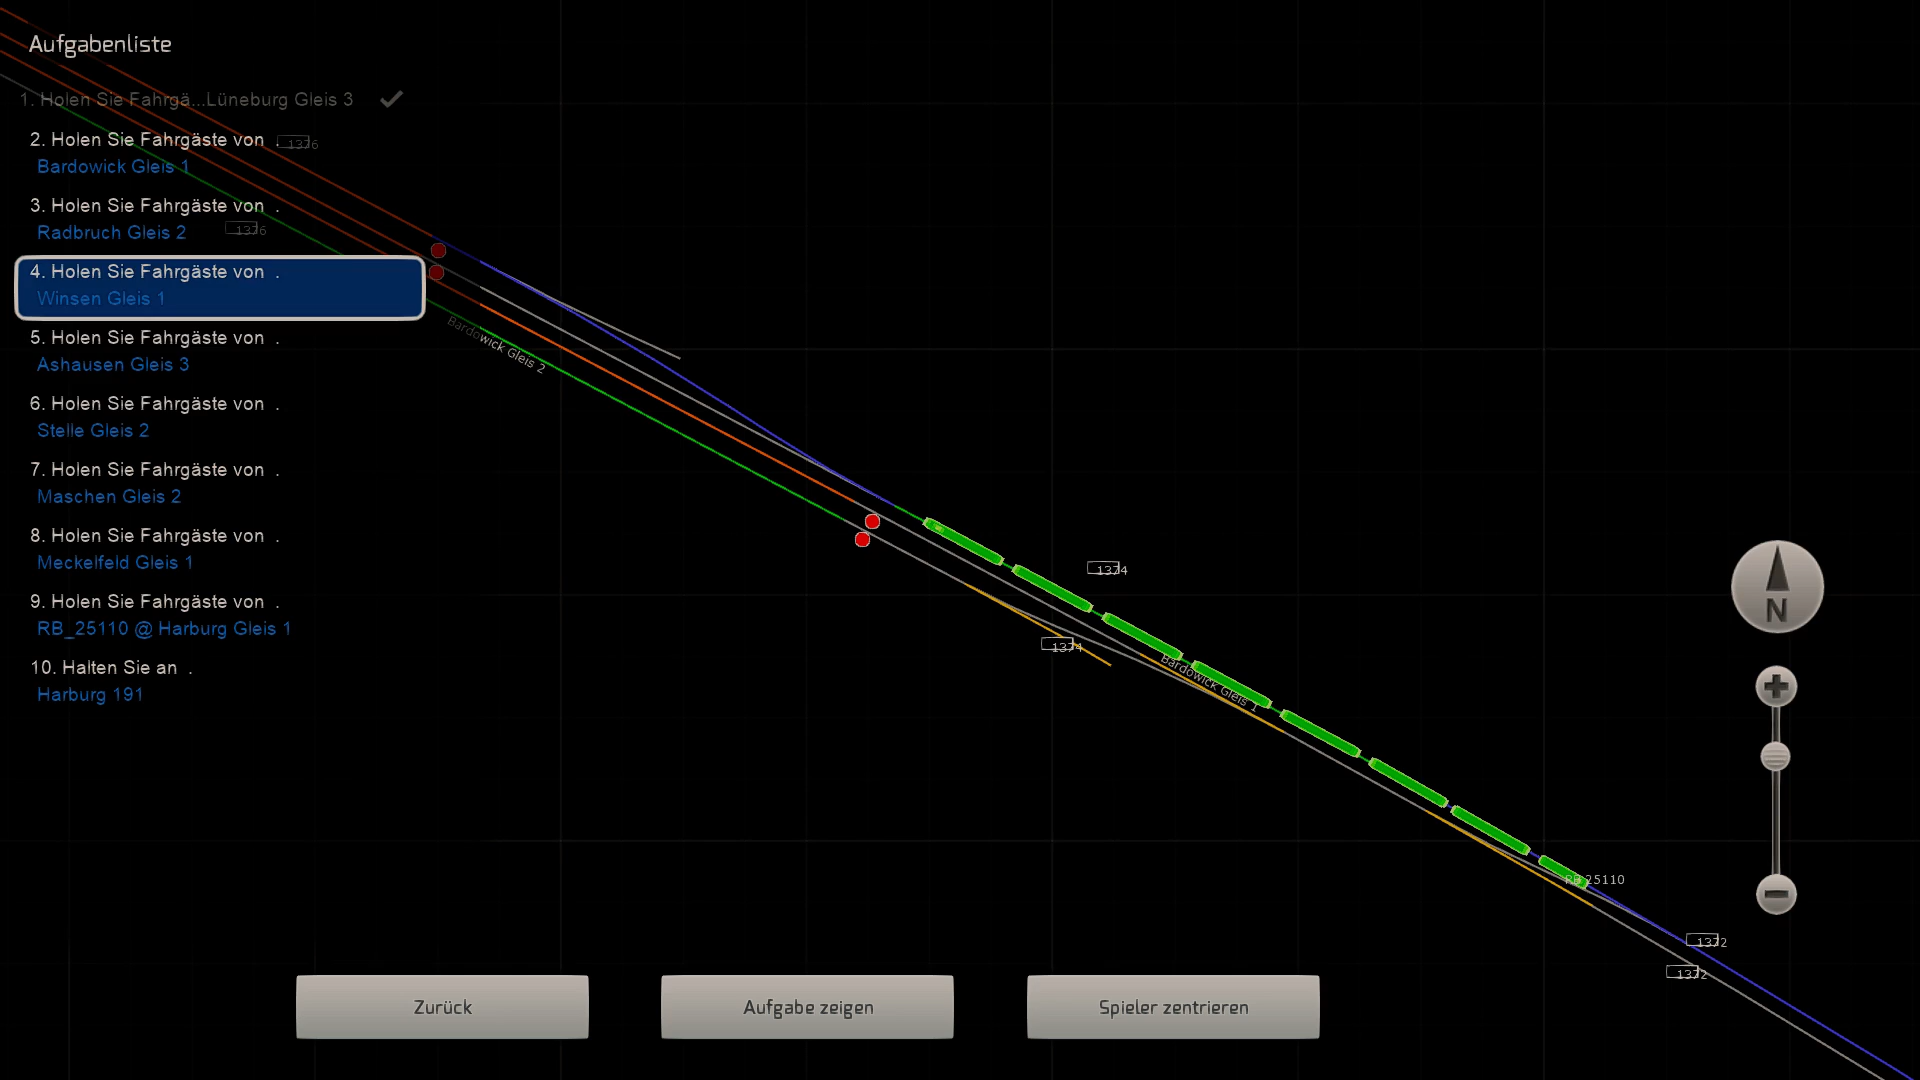 Aufgabenliste
1. Holen Sie Fahrgä...Lüneburg Gleis 3
2. Holen Sie Fahrgäste von .
Bardowick Gleis 1
3. Holen Sie Fahrgäste von .
Radbruch Gleis 2
4. Holen Sie Fahrgäste von .
Winsen Gleis 1
5. Holen Sie Fahrgäste von .
Ashausen Gleis 3
6. Holen Sie Fahrgäste von .
Stelle Gleis 2
7. Holen Sie Fahrgäste von .
Maschen Gleis 2
8. Holen Sie Fahrgäste von .
Meckelfeld Gleis 1
9. Holen Sie Fahrgäste von .
RB_25110 @ Harburg Gleis 1
10. Halten Sie an .
Harburg 191
1376
1376
Bardowick Gleis 2
1374
1374
Bardowick Gleis 1
RB 25110
1372
1372
N
Zurück
Aufgabe zeigen
Spieler zentrieren